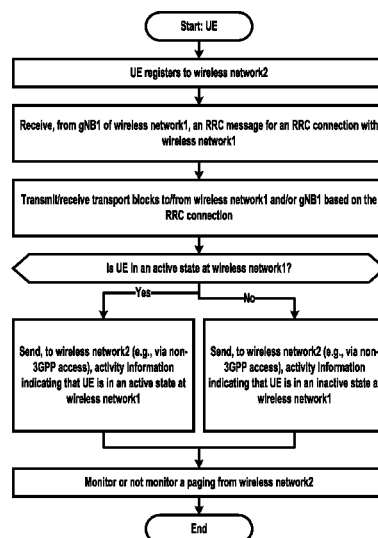 Start: UE
UE registers to wireless network2
Receive, from gNB1 of wireless network1, an RRC message for an RRC connection with
wireless network1
Transmit/receive transport blocks to/from wireless network1 and/or gNB1 based on the
RRC connection
Is UE in an active state at wireless network1?
Yes
No
Send, to wireless network2 (e.g., via non-
3GPP access), activity information
indicating that UE is in an active state at
wireless network1
Send, to wireless network2 (e.g., via non-
3GPP access), activity information
indicating that UE is in an inactive state at
wireless network1
Monitor or not monitor a paging from wireless network2
End